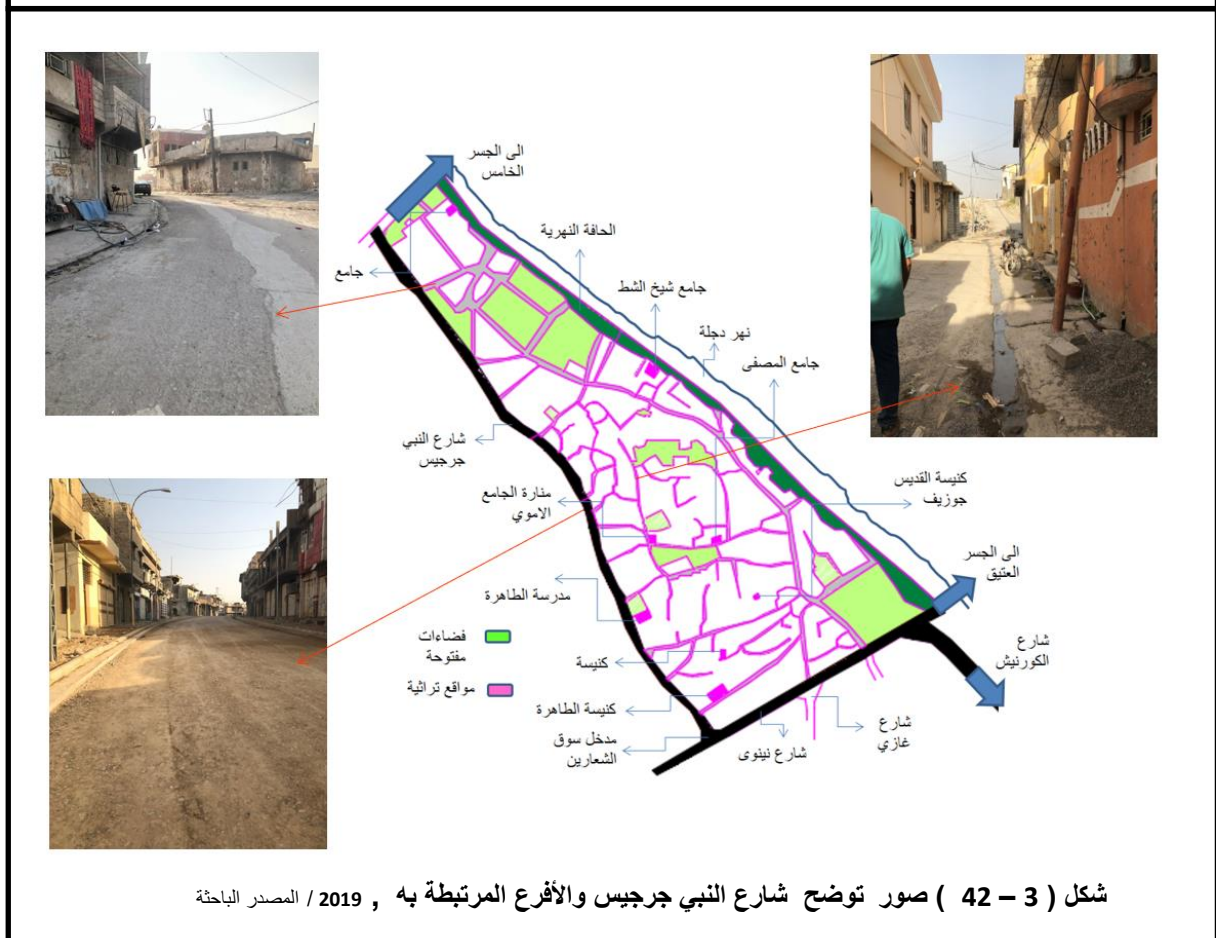 الى الجسر
الخامس
الحافة النهرية
جامع
جامع شيخ الشط
نهر دجلة
جامع المصفى
شارع النبي
جرجيس
منارة الجامع
الاموي
كنيسة القديس
جوزيف
الى الجسر
العتيق
مدرسة الطاهرة
فضاءات
مفتوحة
شارع
الكورنيش
كنيسة
مواقع تراثية
كنيسة الطاهرة
شارع
غازي
مدخل سوق
الشعارين
شارع نينوى
شكل ( 3 – 42 ) صور توضح شارع النبي جرجيس والأفرع المرتبطة به , 2019 / المصدر الباحثة